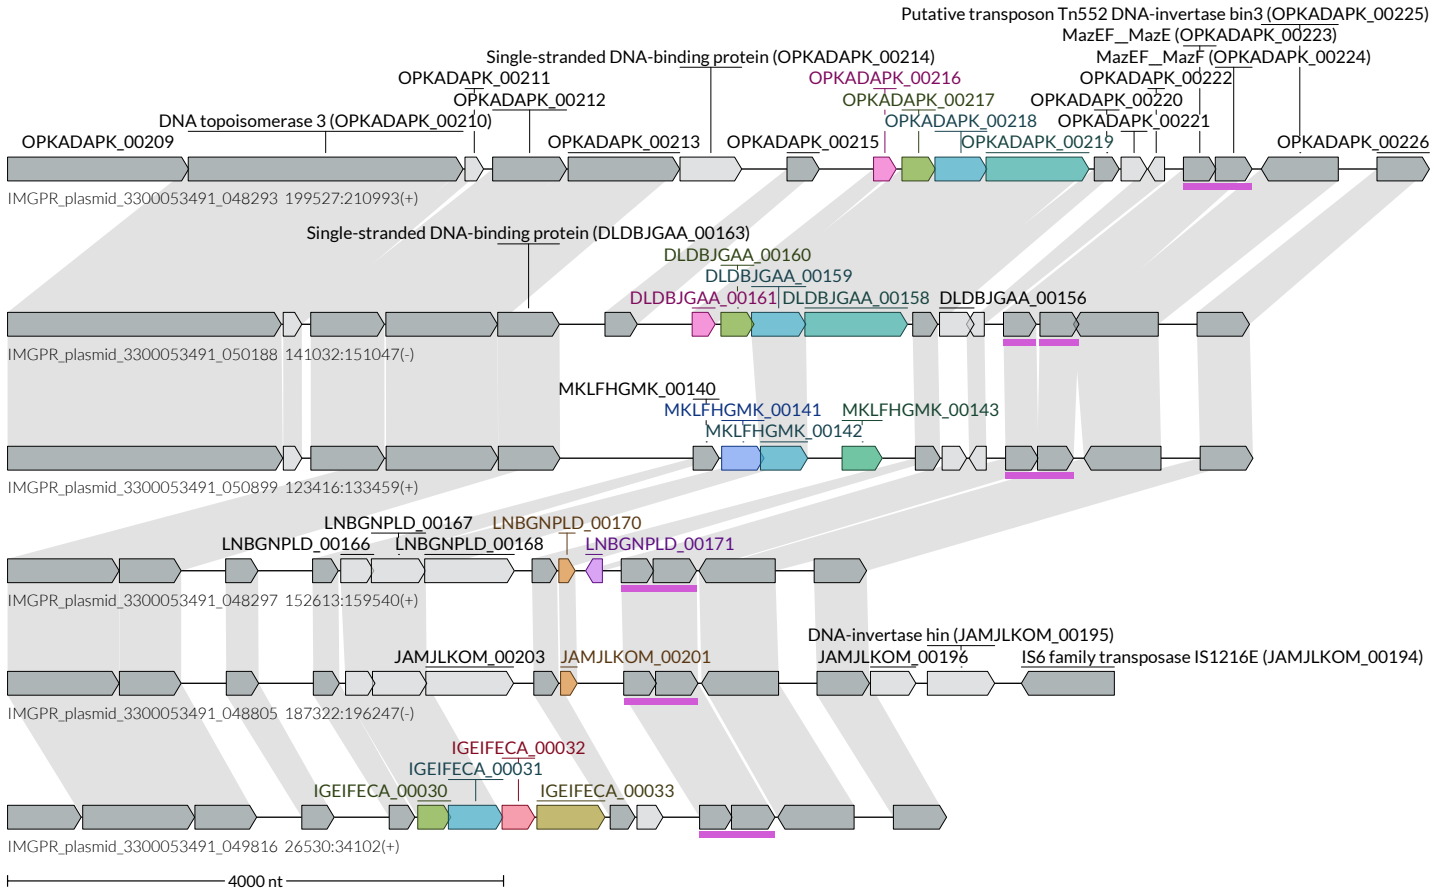 Putative transposon Tn552 DNA-invertase bin3 (OPKADAPK_00225)
MazEF__MazE (OPKADAPK_00223)
Single-stranded DNA-binding protein (OPKADAPK_00214) MazEF__MazF (OPKADAPK_00224)
OPKADAPK_00211 OPKADAPK_00216 OPKADAPK_00222
OPKADAPK_00212 OPKADAPK_00217 OPKADAPK_00220
DNA topoisomerase 3 (OPKADAPK_00210) OPKADAPK_00218 OPKADAPK_00221
OPKADAPK_00209 OPKADAPK_00213 OPKADAPK_00215 OPKADAPK_00219 OPKADAPK_00226
IMGPR_plasmid_3300053491_048293 199527:210993(+)
Single-stranded DNA-binding protein (DLDBJGAA_00163)
DLDBJGAA_00160
DLDBJGAA_00159
DLDBJGAA_00161 DLDBJGAA_00158 DLDBJGAA_00156
IMGPR_plasmid_3300053491_050188 141032:151047(-)
MKLFHGMK_00140
MKLFHGMK_00141 MKLFHGMK_00143
MKLFHGMK_00142
IMGPR_plasmid_3300053491_050899 123416:133459(+)
LNBGNPLD_00167 LNBGNPLD_00170
LNBGNPLD_00166 LNBGNPLD_00168 LNBGNPLD_00171
IMGPR_plasmid_3300053491_048297 152613:159540(+)
DNA-invertase hin (JAMJLKOM_00195)
JAMJLKOM_00203 JAMJLKOM_00201 JAMJLKOM_00196 IS6 family transposase IS1216E (JAMJLKOM_00194)
IMGPR_plasmid_3300053491_048805 187322:196247(-)
IGEIFECA_00032
IGEIFECA_00031
IGEIFECA_00030 IGEIFECA_00033
IMGPR_plasmid_3300053491_049816 26530:34102(+)
4000 nt